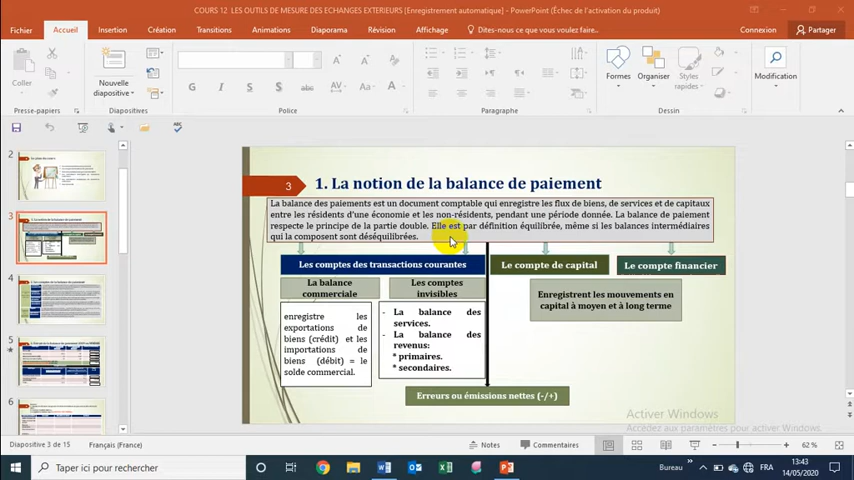 COURS 12 LES OUTILS DE MESURE DES ECHANGES EXTERIEURS (Enregistrement automatique) - PowerPoint (Échec de l'activation du produit)
Fichier Accueil Insertion Création Transitions Animations Diaporama Révision Affichage Dites-nous ce que vous voulez faire. Connexion Partager
Coller
Nouvelle
diapositive
G I S S abc AV Aa A
Formes Organiser Styles
rapides
Modification
Presse-papiers Diapositives Police Paragraphe Dessin
2
3
4
5
6
3
1. La notion de la balance de paiement
La balance des paiements est un document comptable qui enregistre les flux de biens, de services et de capitaux
entre les résidents d'une économie et les non-résidents, pendant une période donnée. La balance de paiement
respecte le principe de la partie double. Elle est par définition équilibrée, même si les balances intermédiaires
qui la composent sont déséquilibrées.
Les comptes des transactions courantes
Le compte de capital
Le compte financier
La balance
commerciale
Les comptes
invisibles
Enregistrent les mouvements en
capital à moyen et à long terme
enregistre les
exportations de
biens (crédit) et les
importations de
biens (débit) = le
solde commercial.
- La balance des
services.
- La balance des
revenus:
* primaires.
* secondaires.
Erreurs ou émissions nettes (-/+)
Activer Windows
Accédez aux paramètres pour activer Windows.
Diapositive 3 de 15 Français (France) Notes Commentaires 62 %
Taper ici pour rechercher
Bureau FRA 13:43
14/05/2020